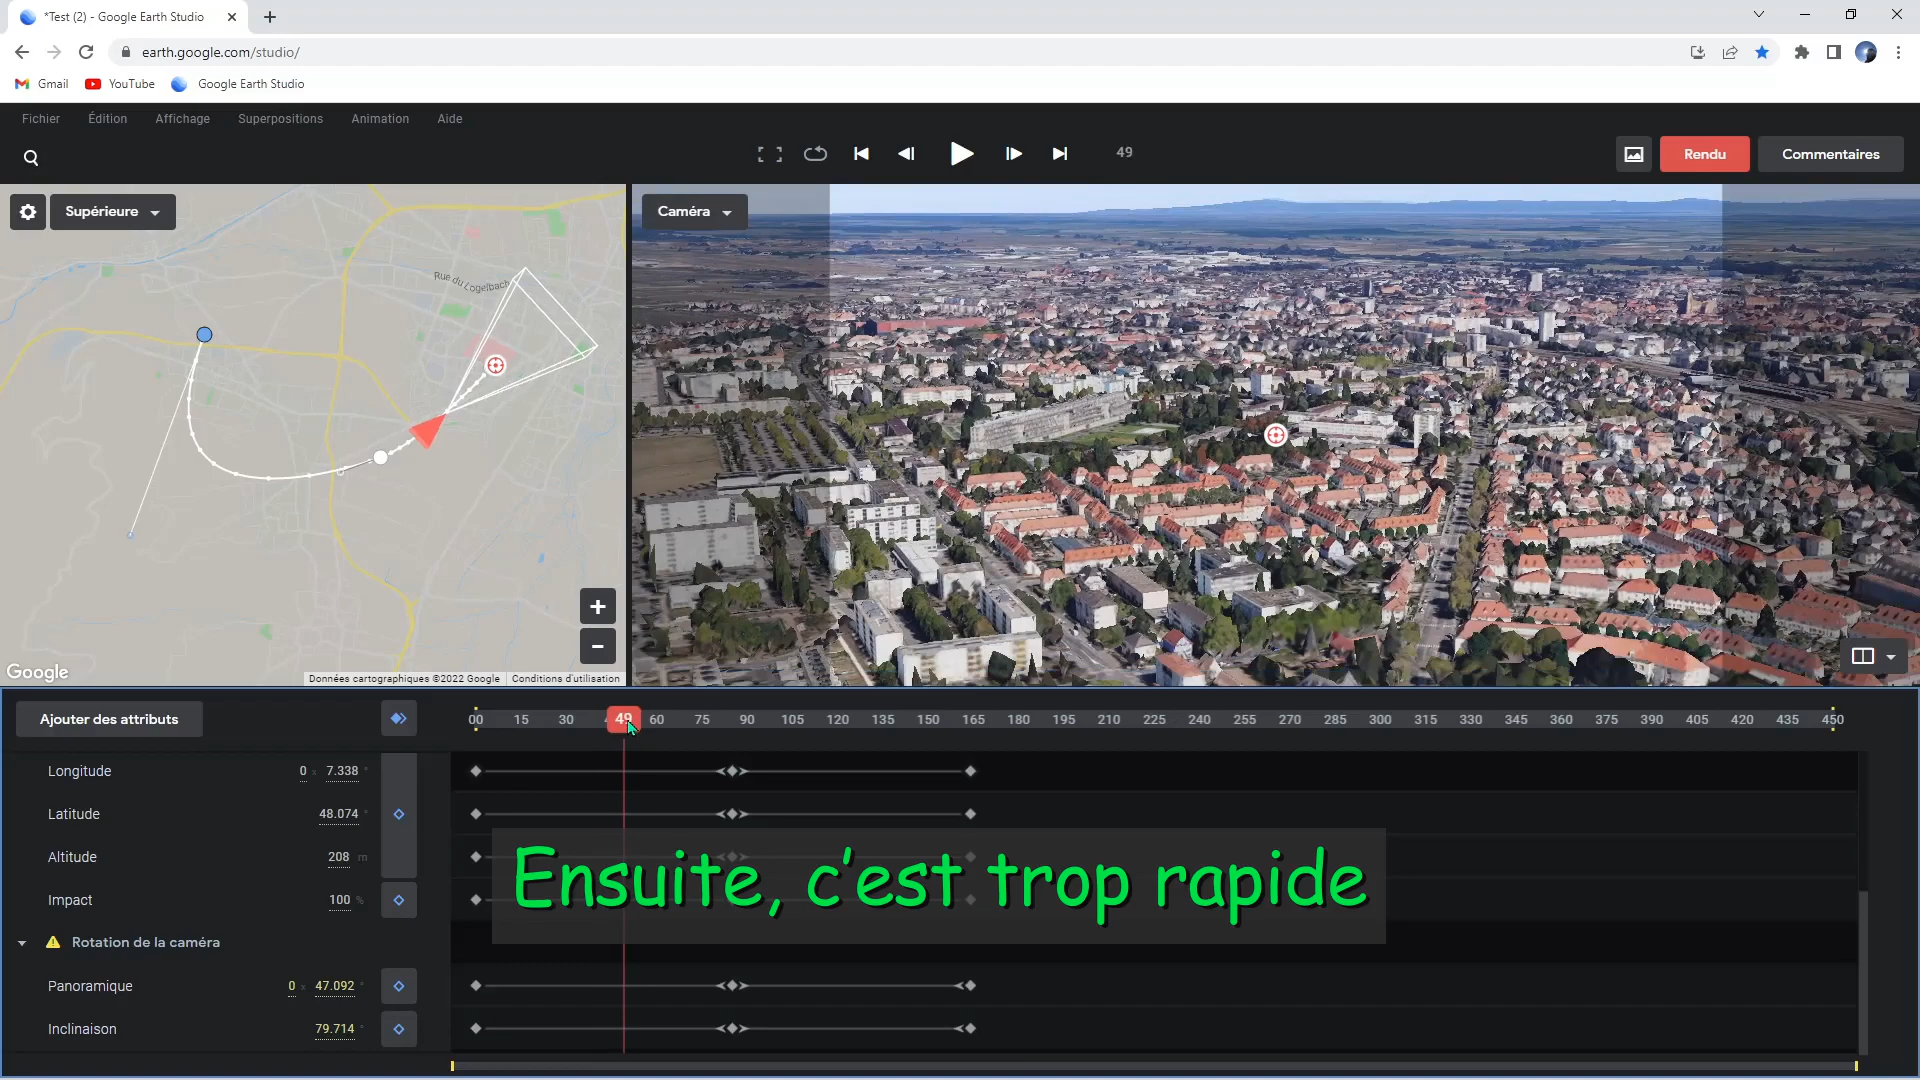 *Test (2) - Google Earth Studio
earth.google.com/studio/
Gmail YouTube Google Earth Studio
Fichier Édition Affichage Superpositions Animation Aide
49
Rendu Commentaires
Supérieure
Caméra
Rue du Logelbach
Google
Données cartographiques ©2022 Google Conditions d'utilisation
Ajouter des attributs
00 15 30 49 60 75 90 105 120 135 150 165 180 195 210 225 240 255 270 285 300 315 330 345 360 375 390 405 420 435 450
Longitude 0 x 7.338 °
Latitude 48.074 °
Altitude 208 m
Impact 100 %
Ensuite, c'est trop rapide
Rotation de la caméra
Panoramique 0 x 47.092 °
Inclinaison 79.714 °